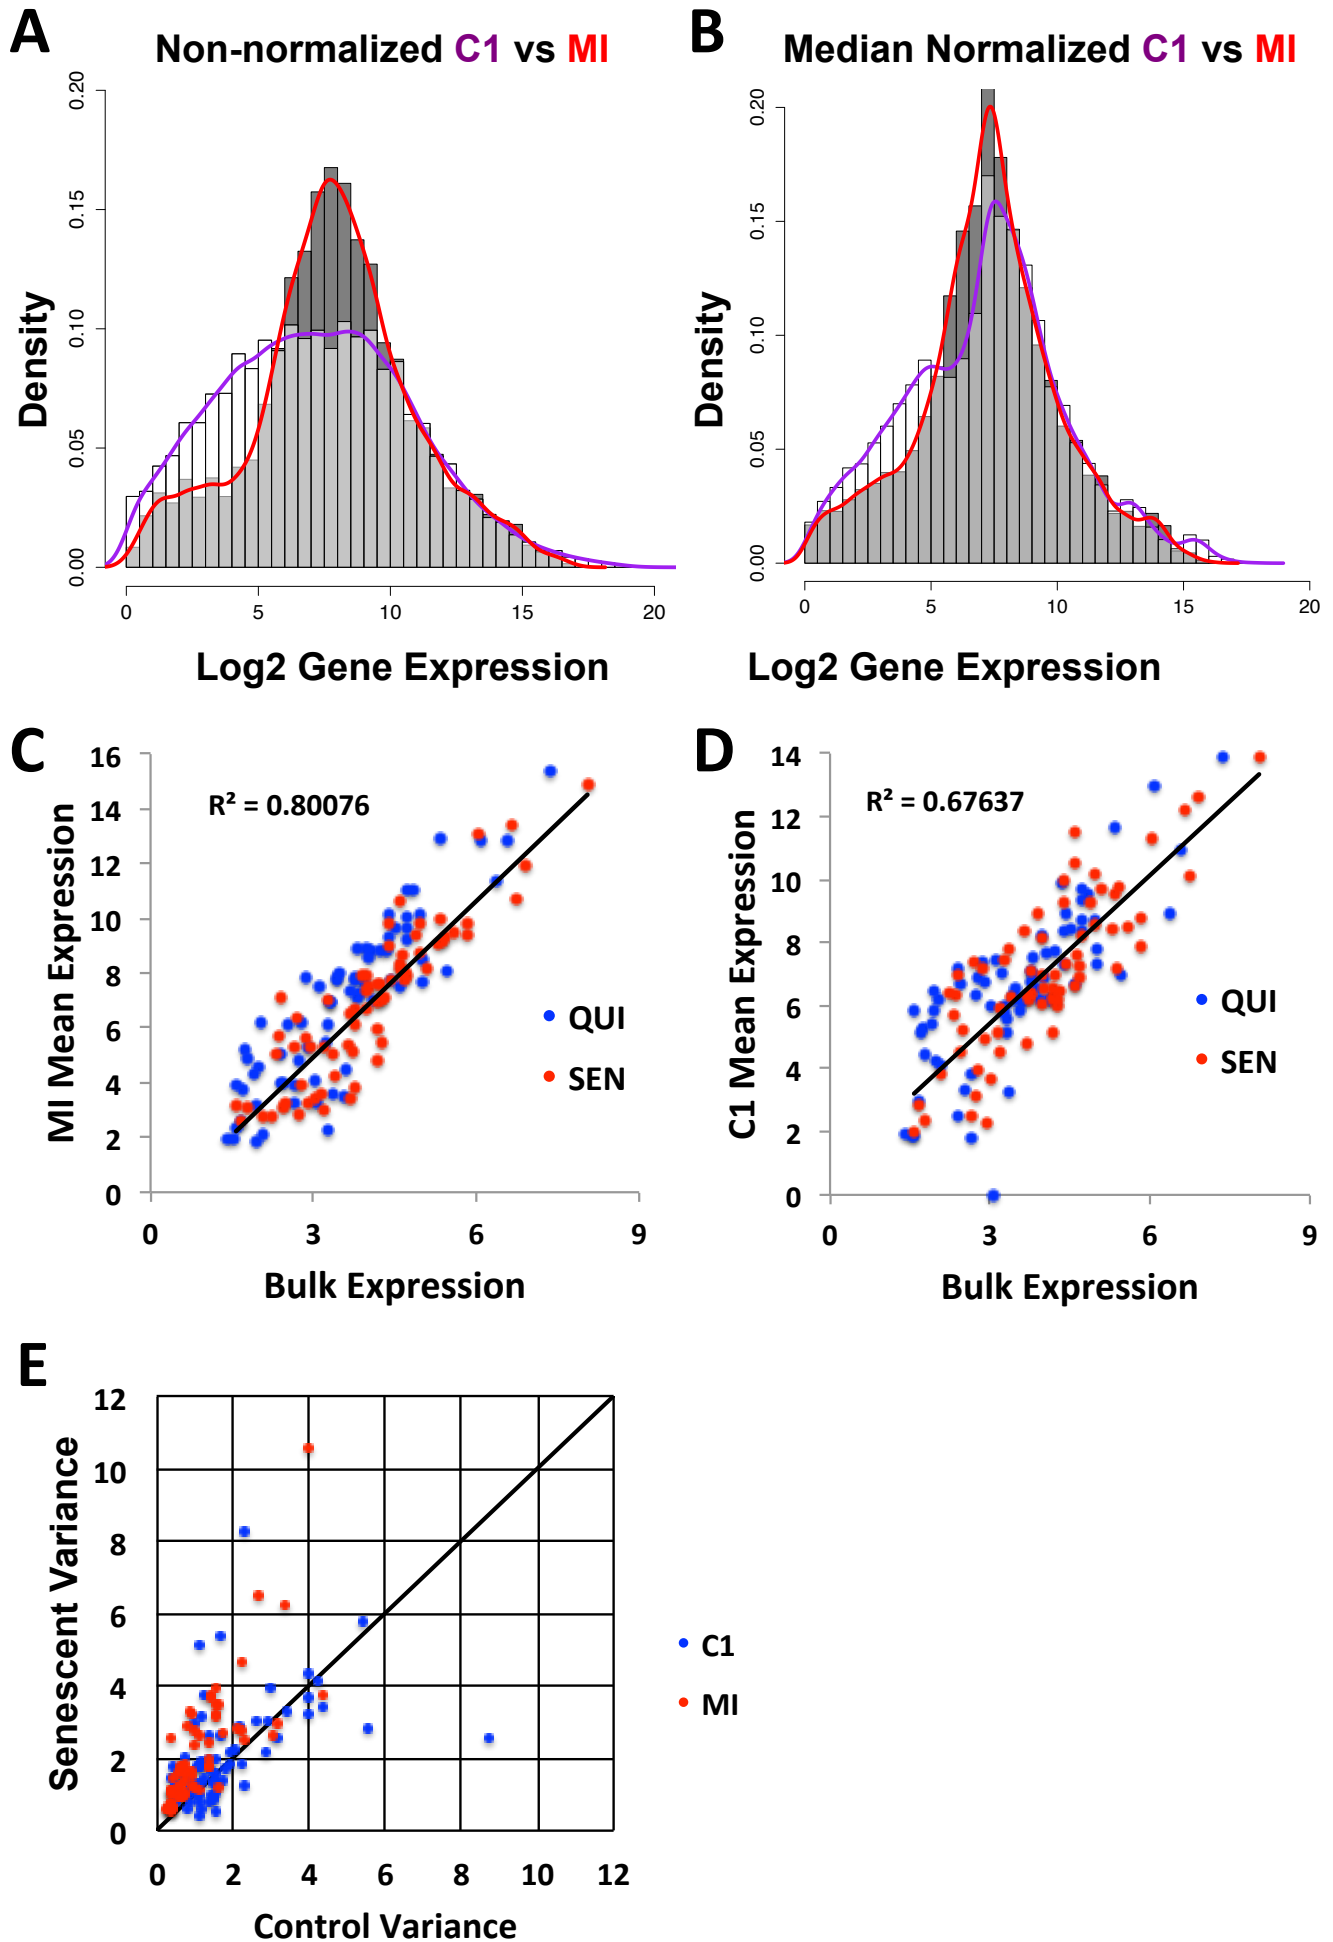 A
Non-normalized C1 vs MI
0.20
0.15
0.10
0.05
0.00
Density
0 5 10 15 20
Log2 Gene Expression
B
Median Normalized C1 vs MI
0.20
0.15
0.10
0.05
0.00
Density
0 5 10 15 20
Log2 Gene Expression
C
16
14
12
10
8
6
4
2
0
MI Mean Expression
R² = 0.80076
QUI
SEN
0 3 6 9
Bulk Expression
D
14
12
10
8
6
4
2
0
C1 Mean Expression
R² = 0.67637
QUI
SEN
0 3 6 9
Bulk Expression
E
12
10
8
6
4
2
0
Senescent Variance
C1
MI
0 2 4 6 8 10 12
Control Variance